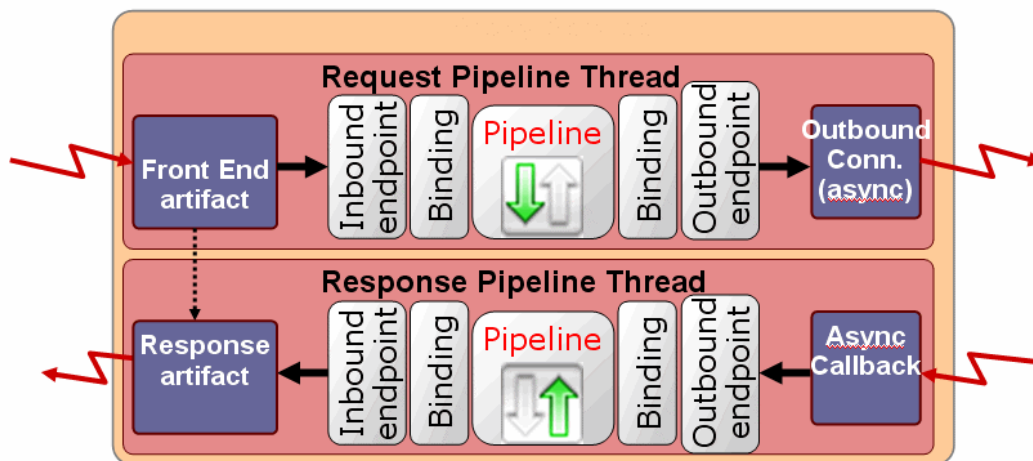 Request Pipeline Thread
Front End
artifact
Inbound
endpoint
Binding
Pipeline
Binding
Outbound
endpoint
Outbound
Conn.
(async)
Response Pipeline Thread
Response
artifact
Inbound
endpoint
Binding
Pipeline
Binding
Outbound
endpoint
Async
Callback